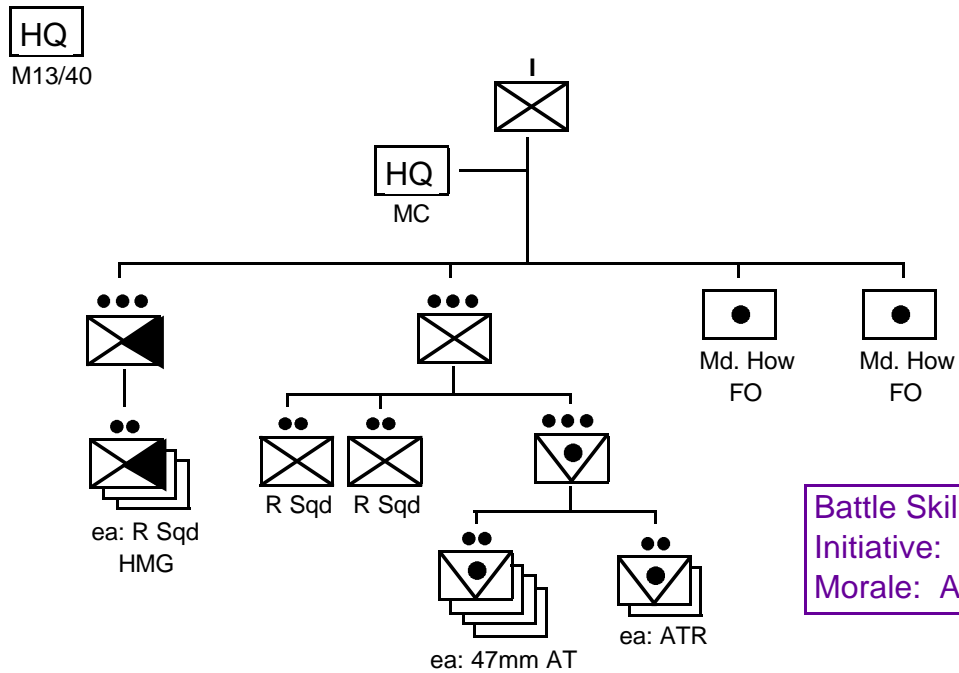 HQ
M13/40
HQ
MC
Md. How
FO
Md. How
FO
R Sqd
R Sqd
ea: R Sqd
HMG
ea: 47mm AT
ea: ATR
Battle Skil
Initiative:
Morale: A